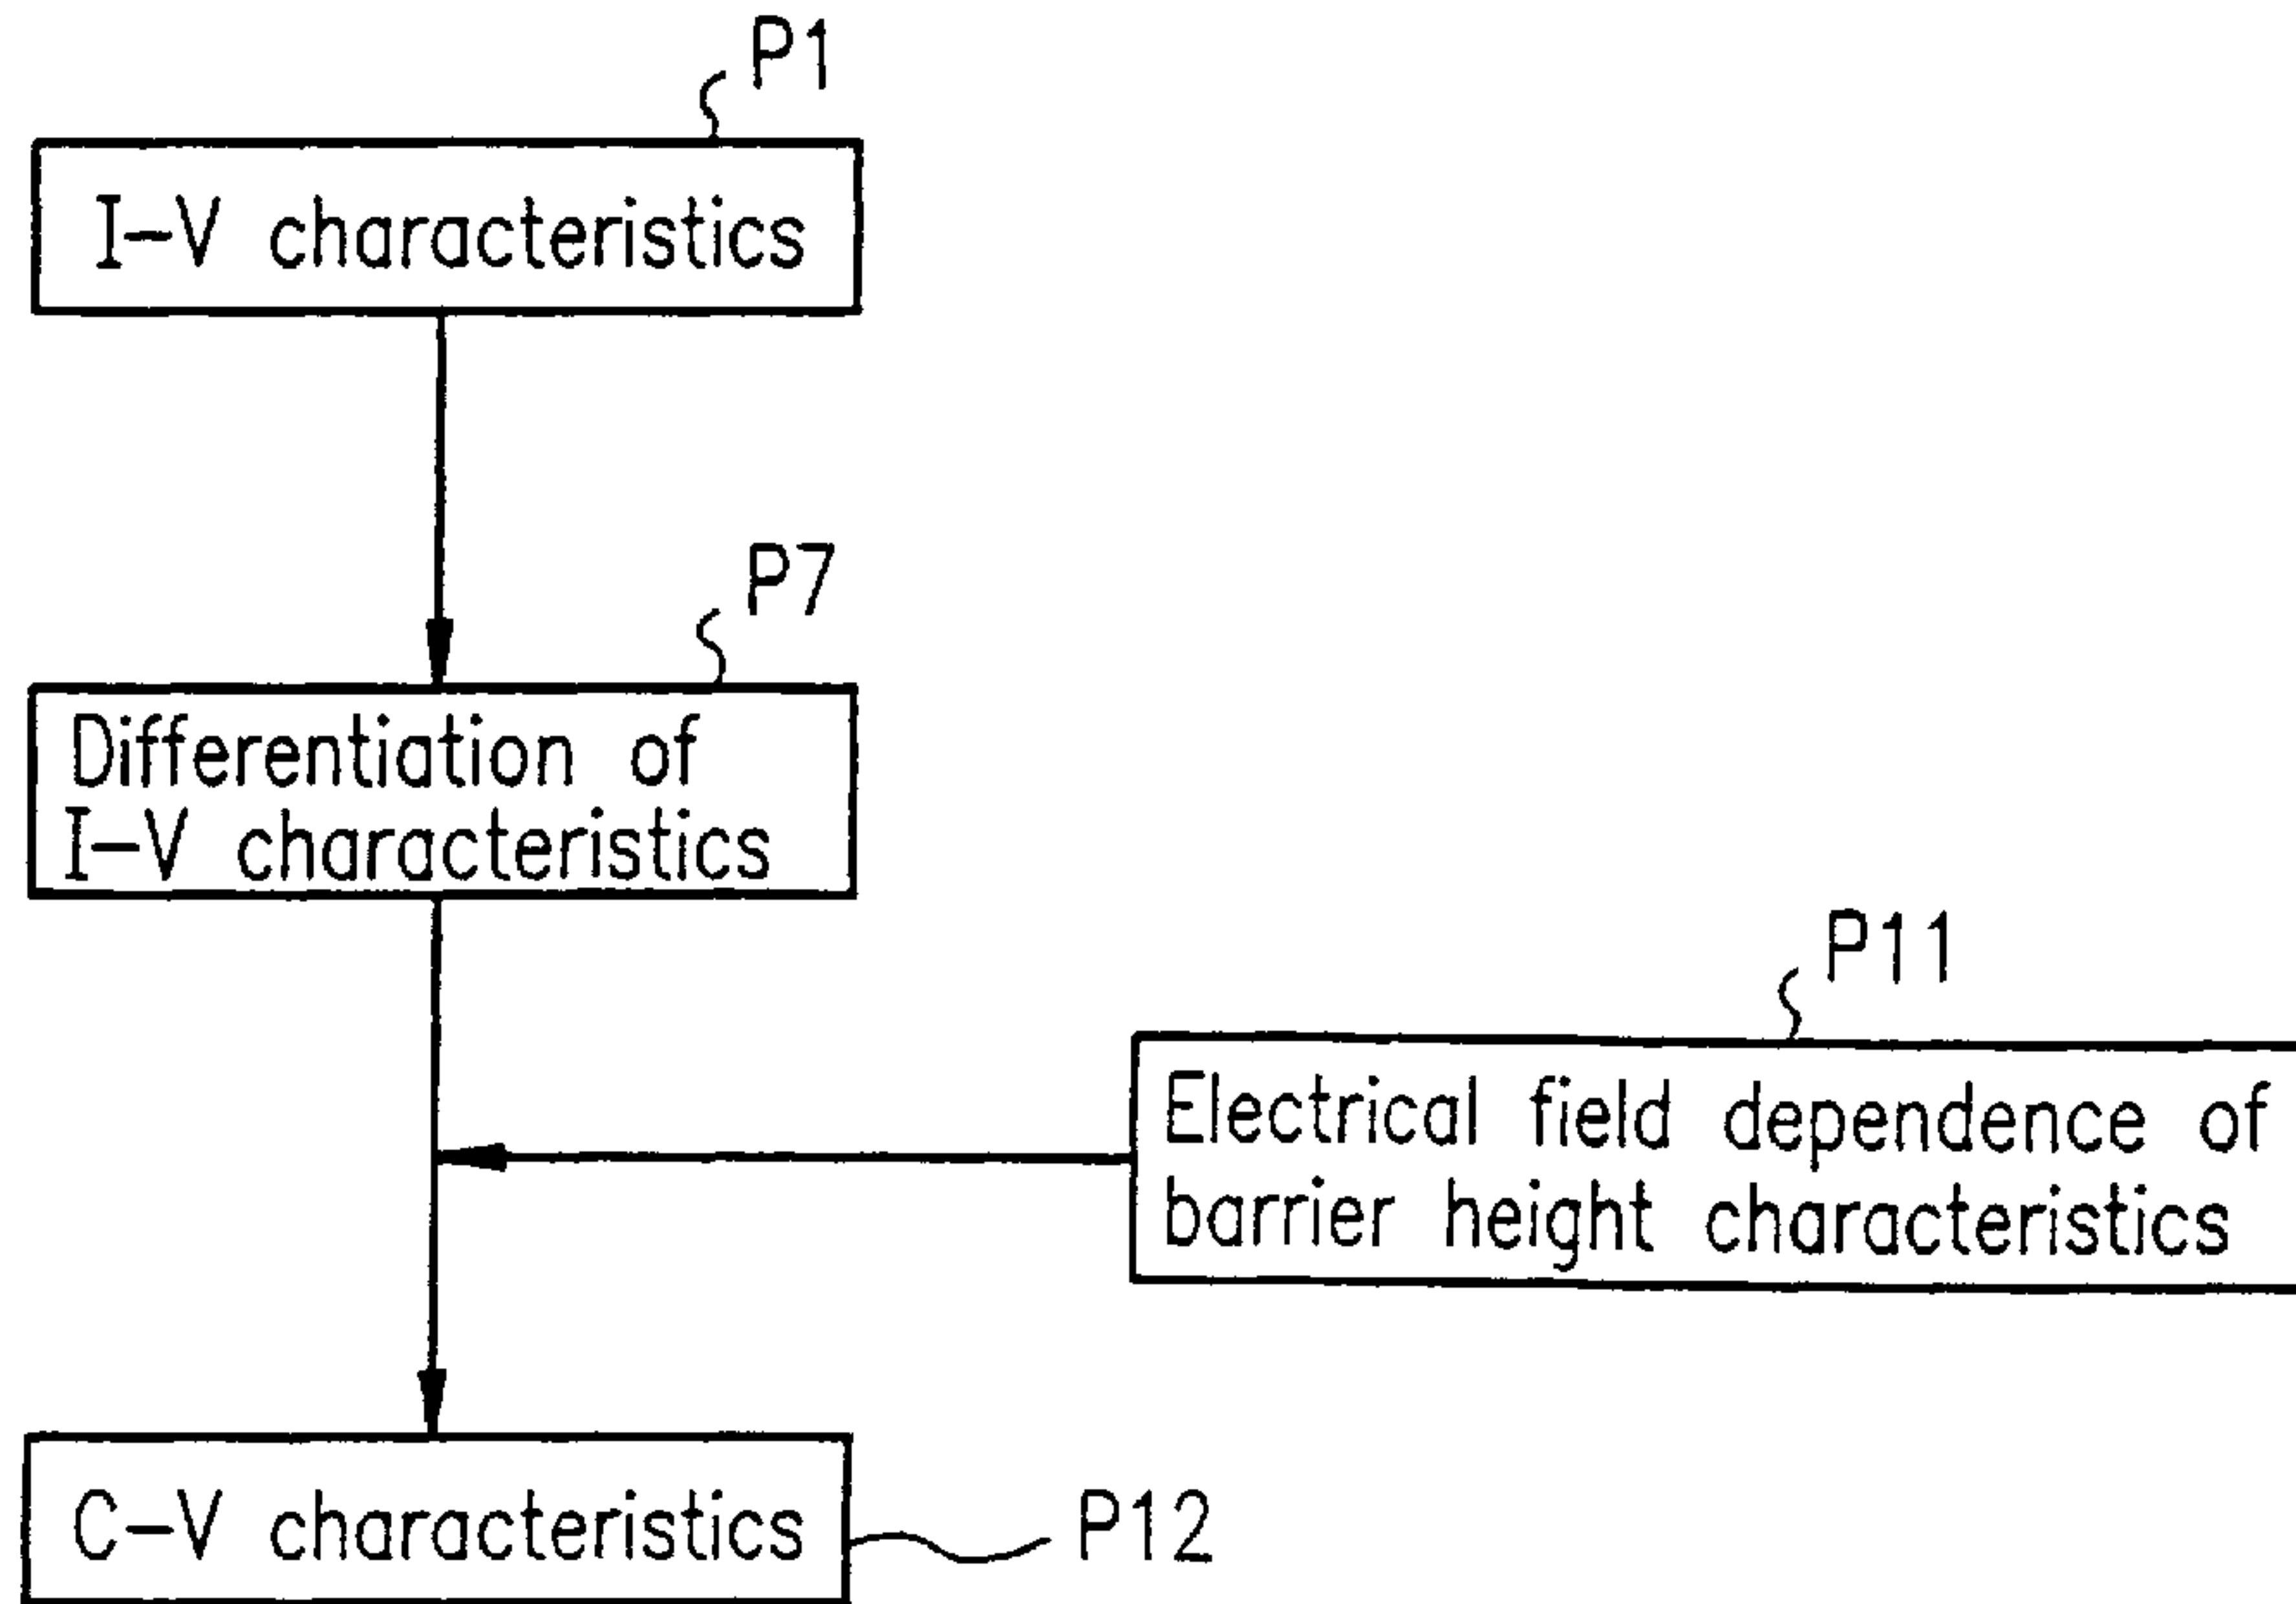 P1
I-V characteristics
P7
Differentiation of
I-V characteristics
P11
Electrical field dependence of
barrier height characteristics
C-V characteristics
P12